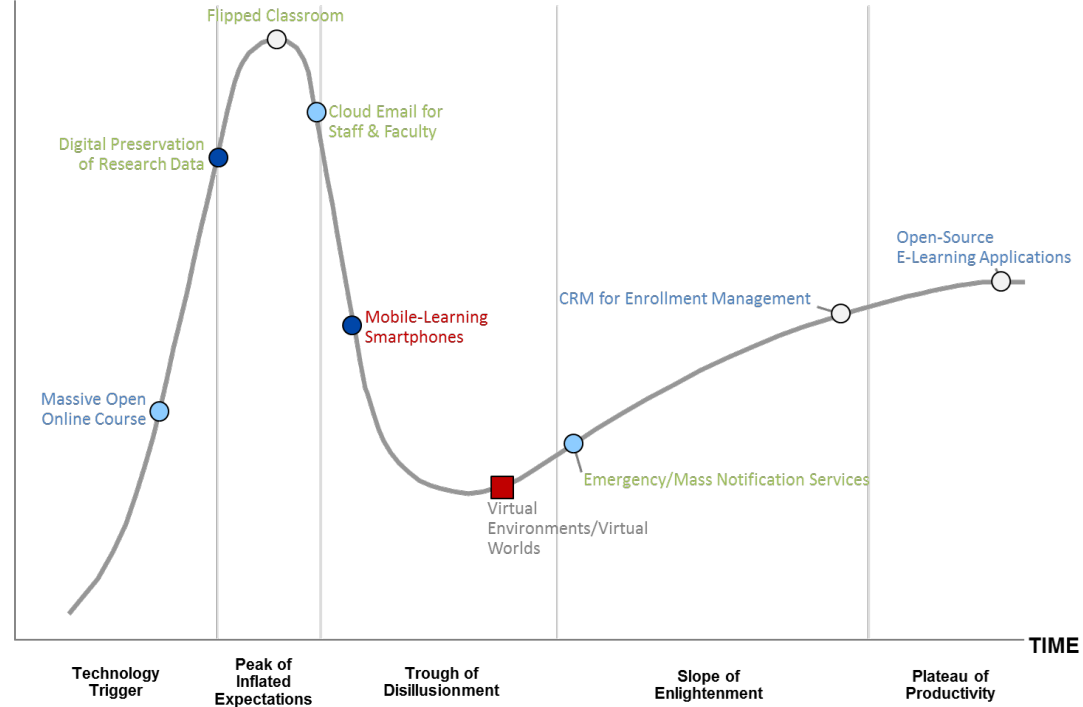 Flipped Classroom
Cloud Email for
Staff & Faculty
Digital Preservation
of Research Data
Open-Source
E-Learning Applications
CRM for Enrollment Management
Mobile-Learning
Smartphones
Massive Open
Online Course
Emergency/Mass Notification Services
Virtual
Environments/Virtual
Worlds
TIME
Technology
Trigger
Peak of
Inflated
Expectations
Trough of
Disillusionment
Slope of
Enlightenment
Plateau of
Productivity